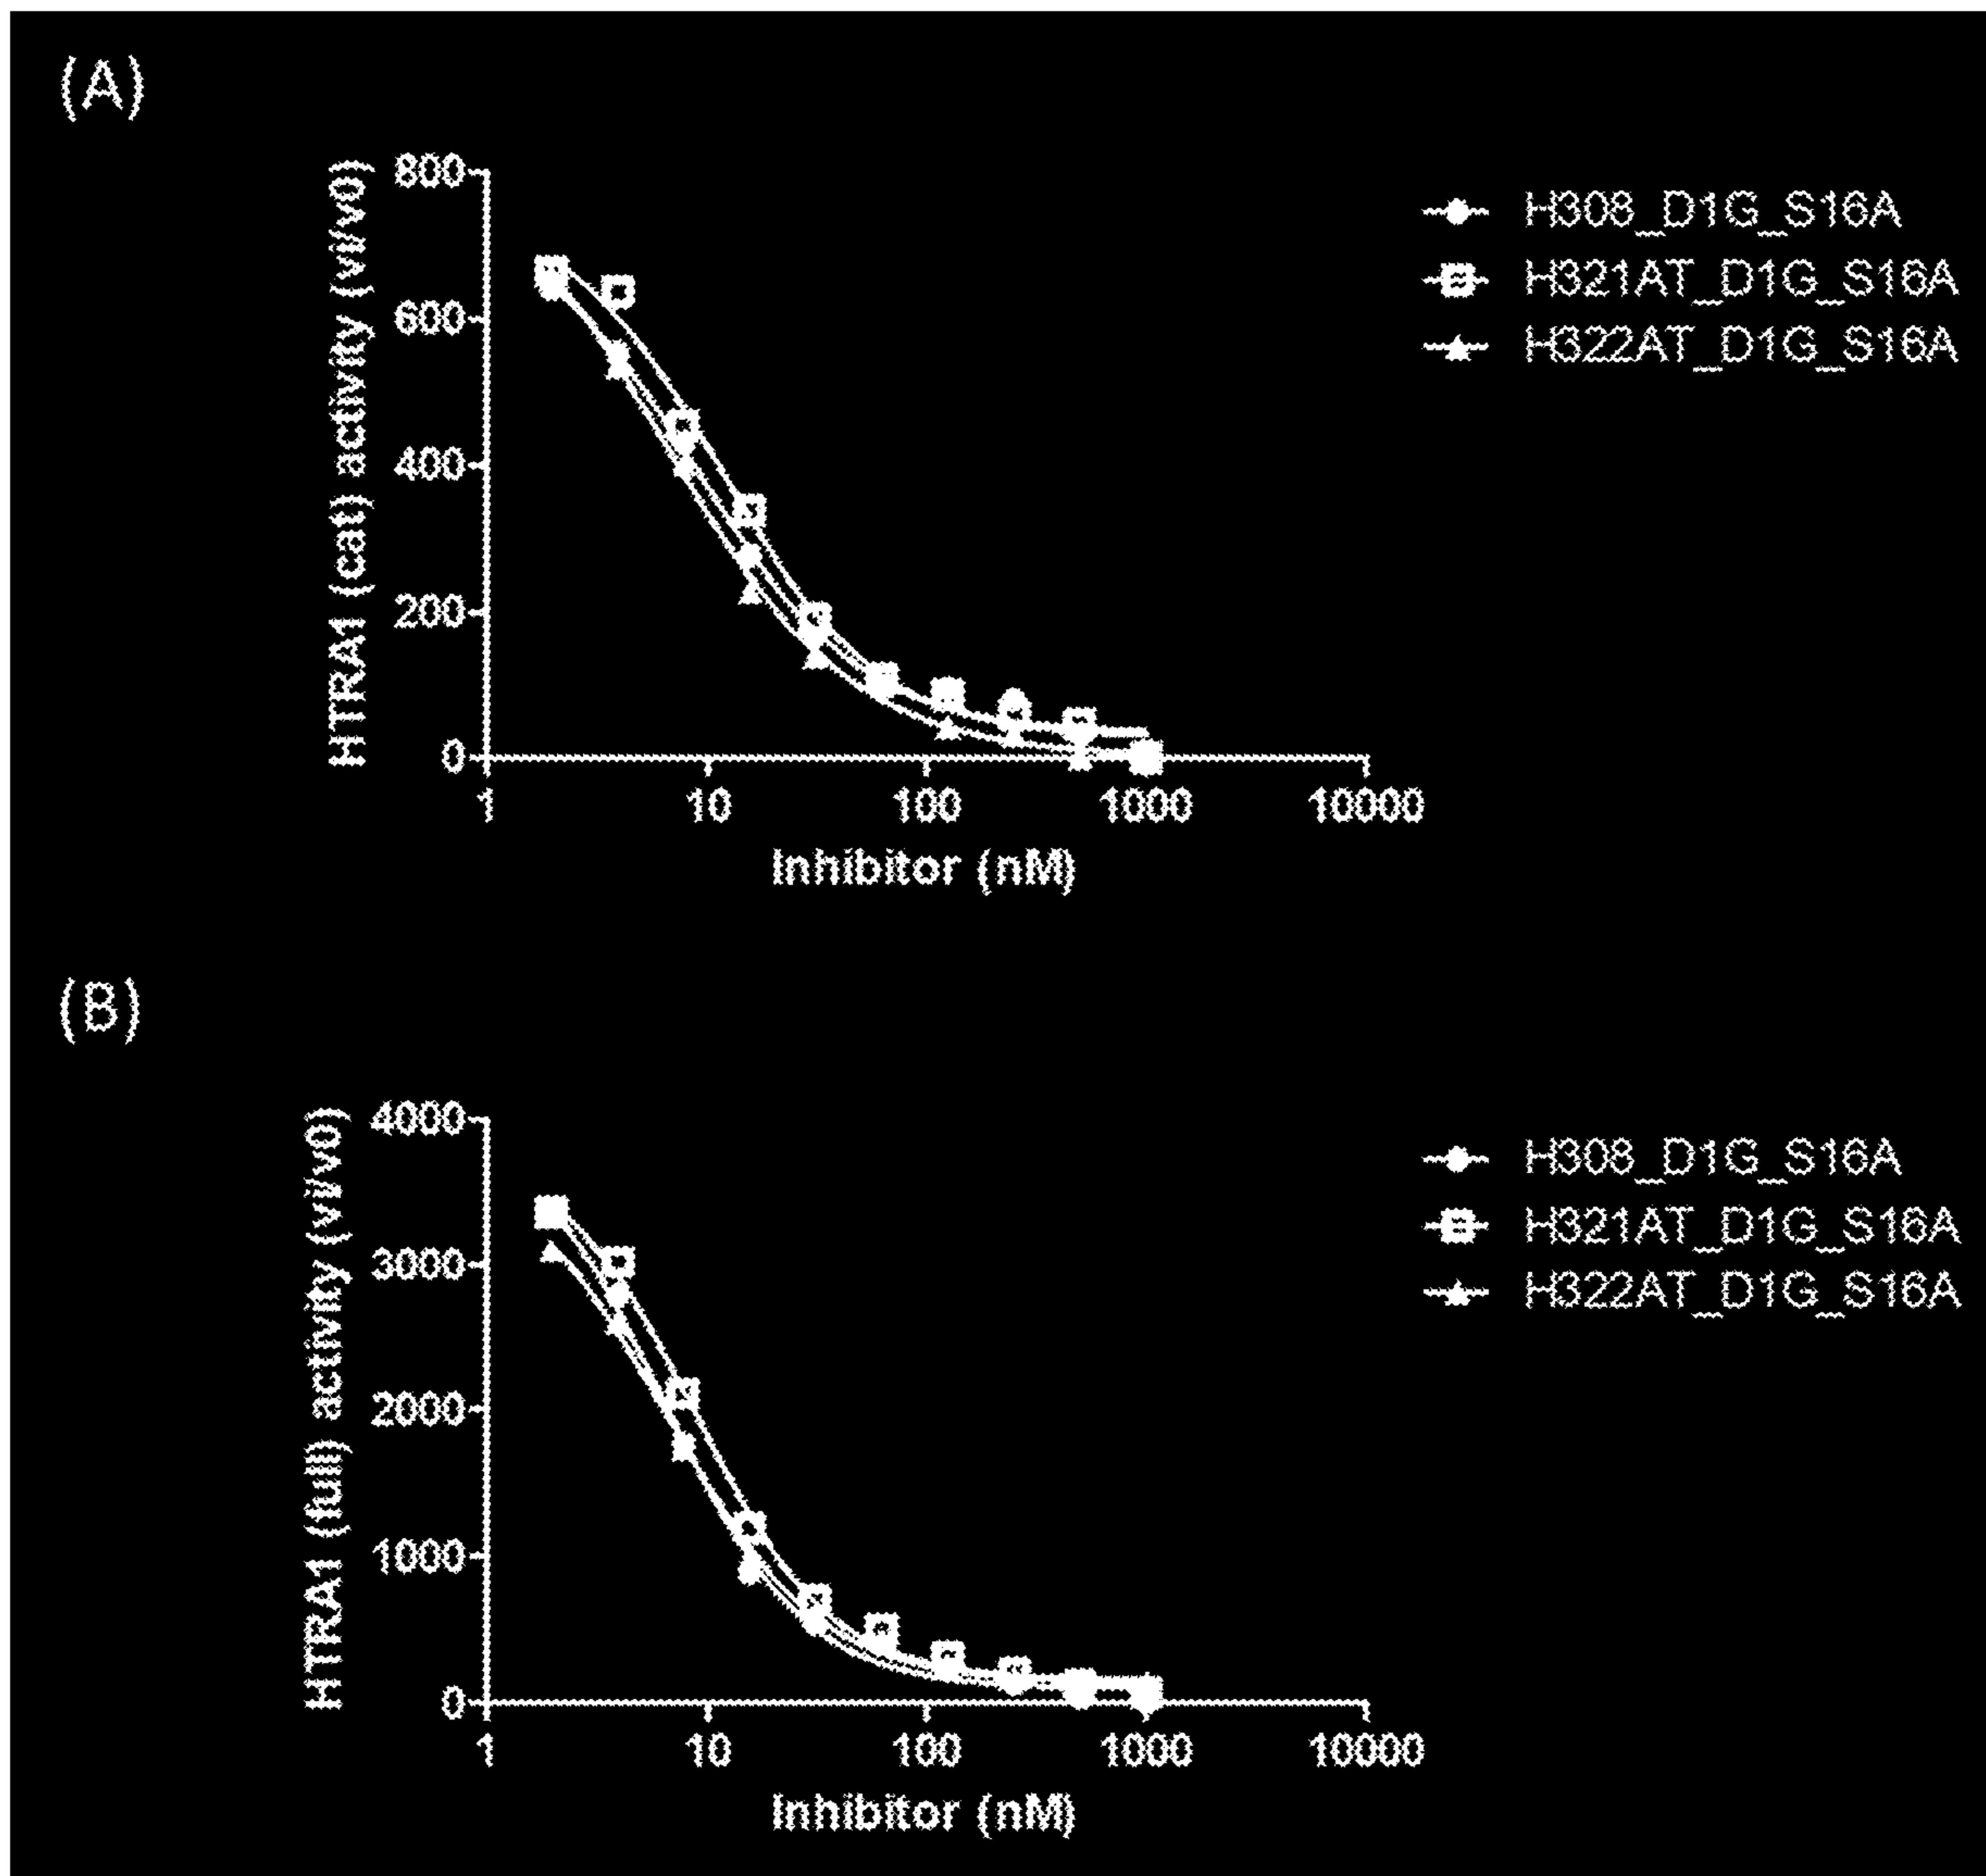 (A)
HTRA1 (cat) activity (vi/v0)
800
600
400
200
0
1 10 100 1000 10000
Inhibitor (nM)
H308_D1G_S16A
H321AT_D1G_S16A
H322AT_D1G_S16A
(B)
HTRA1 (full) activity (vi/v0)
4000
3000
2000
1000
0
1 10 100 1000 10000
Inhibitor (nM)
H308_D1G_S16A
H321AT_D1G_S16A
H322AT_D1G_S16A